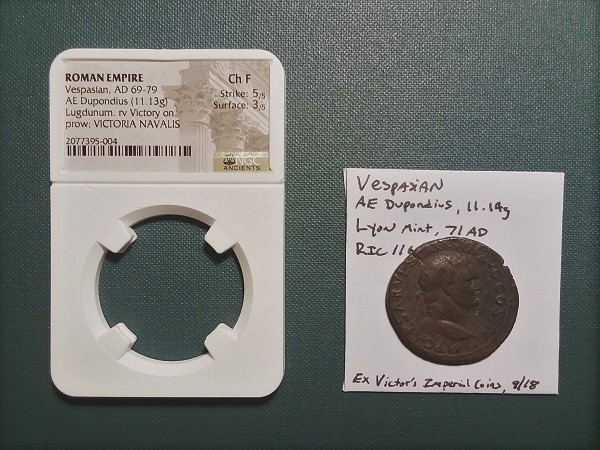 ROMAN EMPIRE
Vespasian, AD 69-79
AE Dupondius (11.13g)
Lugdunum. rv Victory on
prow; VICTORIA NAVALIS
2077395-004
Ch F
Strike: 5/5
Surface: 3/5
NGC
ANCIENTS
Vespasian
AE Dupondius, 11.14g
Lyon Mint, 71 AD
RIC 11
Ex Victor's Imperial Coins, 9/18